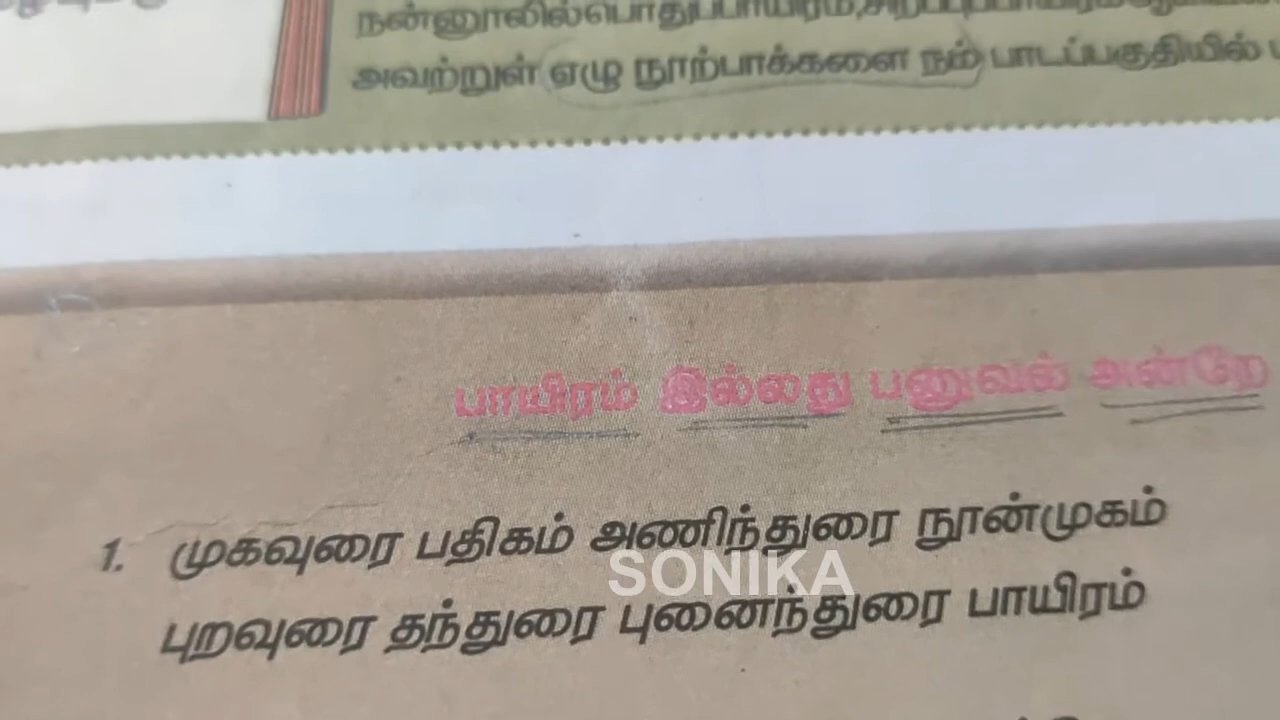 நன்னூலில் பொதுப்பாயிரம்,சிறப்புப்பாயிரம்
அவற்றுள் ஏழு நூற்பாக்களை நம் பாடப்பகுதியில்
பாயிரம் இல்லது பனுவல் அன்றே
1. முகவுரை பதிகம் அணிந்துரை நூன்முகம்
SONIKA
புறவுரை தந்துரை புனைந்துரை பாயிரம்